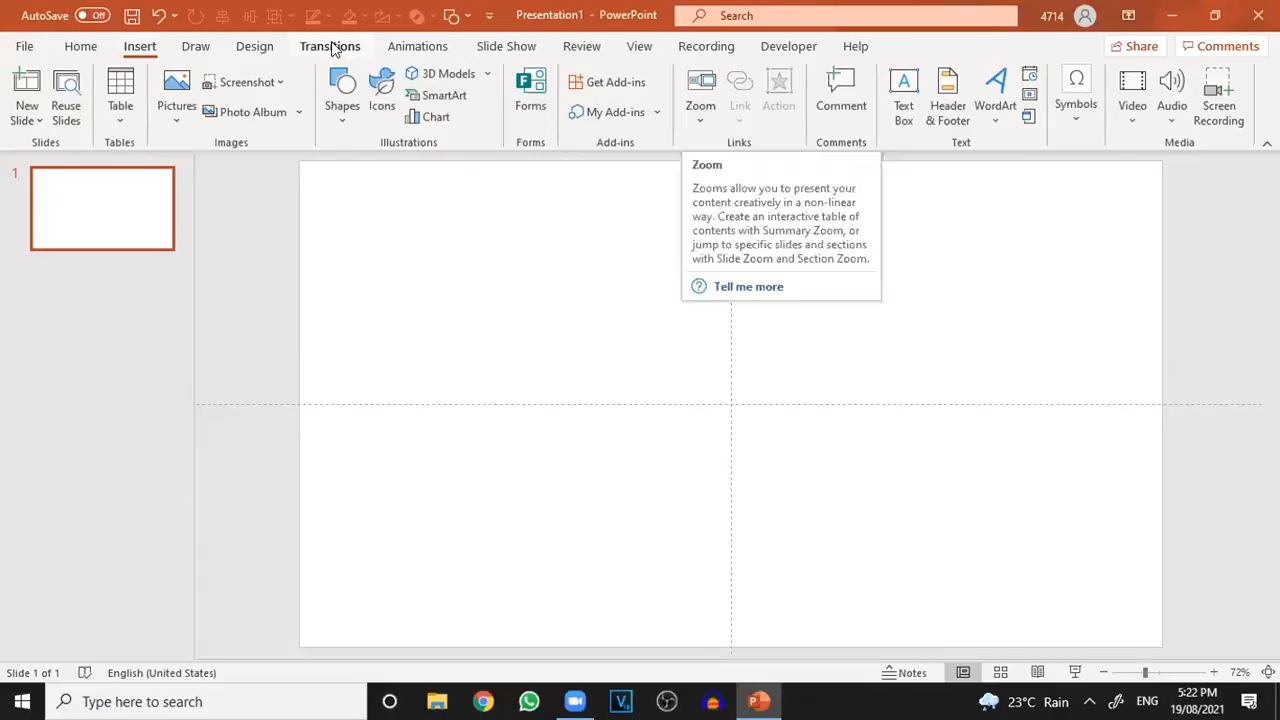 AutoSave Off Presentation1 - PowerPoint Search 4714
File Home Insert Draw Design Transitions Animations Slide Show Review View Recording Developer Help Share Comments
New Slide
Reuse Slides
Slides
Table
Tables
Pictures
Screenshot
Photo Album
Images
Shapes
Icons
3D Models
SmartArt
Chart
Illustrations
Forms
Forms
Get Add-ins
My Add-ins
Add-ins
Zoom
Link
Action
Links
Comment
Comments
Text Box
Header & Footer
WordArt
Text
Symbols
Video
Audio
Screen Recording
Media
Zoom
Zooms allow you to present your
content creatively in a non-linear
way. Create an interactive table of
contents with Summary Zoom, or
jump to specific slides and sections
with Slide Zoom and Section Zoom.
Tell me more
1
Slide 1 of 1 English (United States) Notes 72%
Type here to search 23°C Rain ENG 5:22 PM
19/08/2021